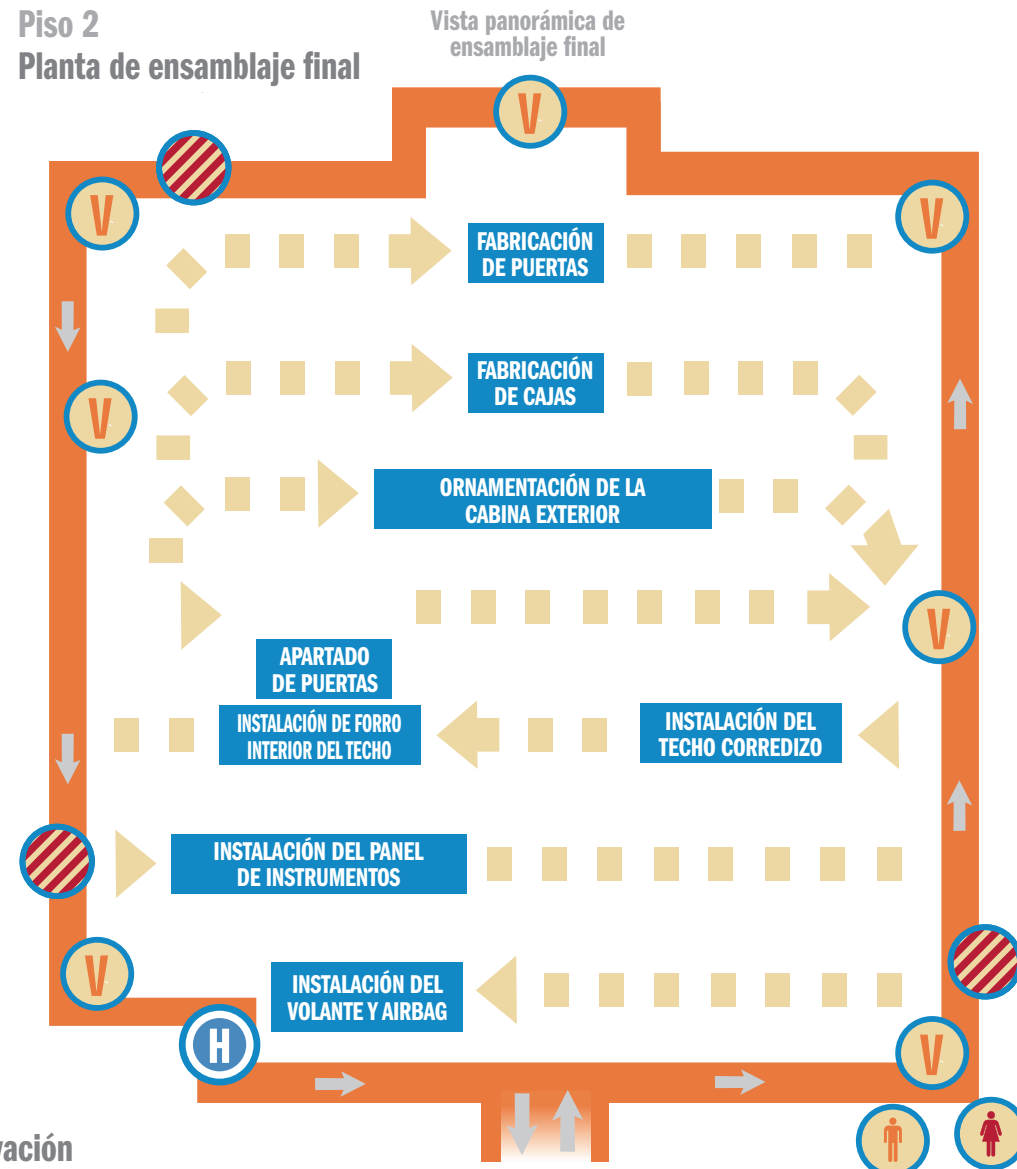 Piso 2
Planta de ensamblaje final
Vista panorámica de
ensamblaje final
V
V
V
FABRICACIÓN
DE PUERTAS
FABRICACIÓN
DE CAJAS
V
ORNAMENTACIÓN DE LA
CABINA EXTERIOR
V
APARTADO
DE PUERTAS
INSTALACIÓN DE FORRO
INTERIOR DEL TECHO
INSTALACIÓN DEL
TECHO CORREDIZO
INSTALACIÓN DEL PANEL
DE INSTRUMENTOS
V
INSTALACIÓN DEL
VOLANTE Y AIRBAG
H
V
vación